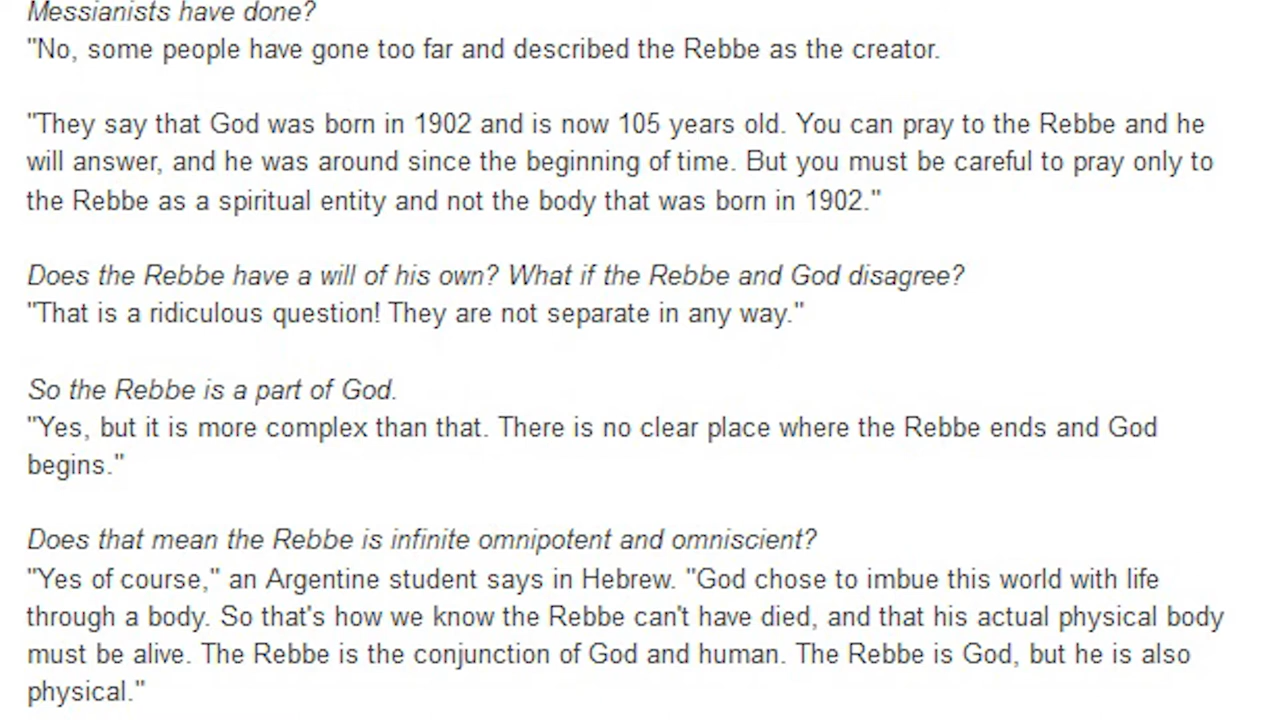 Messianists have done?
"No, some people have gone too far and described the Rebbe as the creator.
"They say that God was born in 1902 and is now 105 years old. You can pray to the Rebbe and he
will answer, and he was around since the beginning of time. But you must be careful to pray only to
the Rebbe as a spiritual entity and not the body that was born in 1902."
Does the Rebbe have a will of his own? What if the Rebbe and God disagree?
"That is a ridiculous question! They are not separate in any way."
So the Rebbe is a part of God.
"Yes, but it is more complex than that. There is no clear place where the Rebbe ends and God
begins."
Does that mean the Rebbe is infinite omnipotent and omniscient?
"Yes of course," an Argentine student says in Hebrew. "God chose to imbue this world with life
through a body. So that's how we know the Rebbe can't have died, and that his actual physical body
must be alive. The Rebbe is the conjunction of God and human. The Rebbe is God, but he is also
physical."